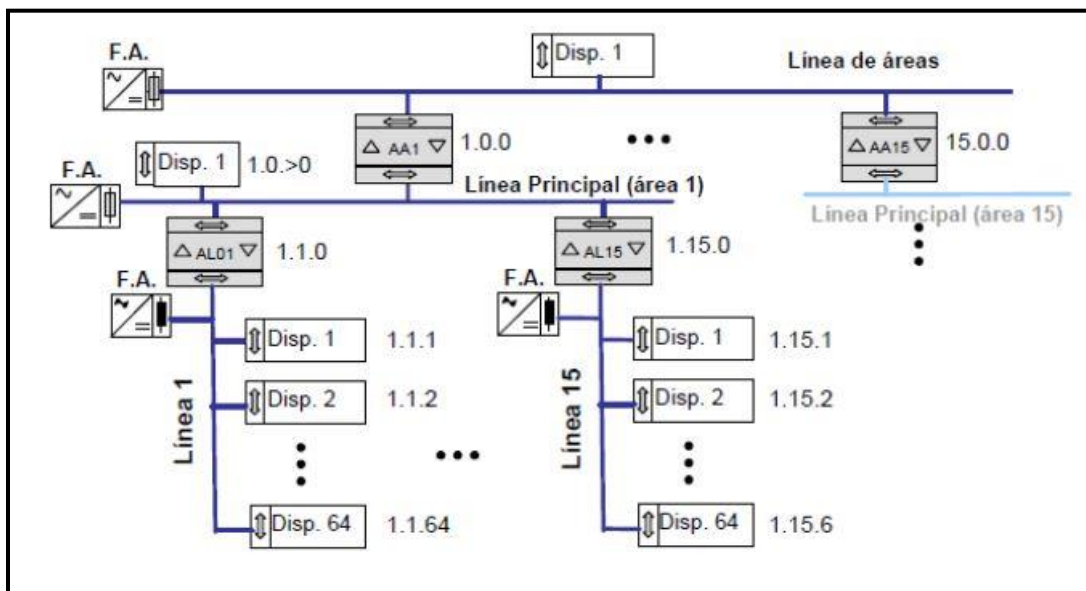 F.A.
Disp. 1
Línea de áreas
AA1
1.0.0
AA15
15.0.0
Disp. 1
1.0.>0
F.A.
Línea Principal (área 1)
Línea Principal (área 15)
AL01
1.1.0
AL15
1.15.0
F.A.
F.A.
Disp. 1
1.1.1
Disp. 1
1.15.1
Línea 1
Disp. 2
1.1.2
Línea 15
Disp. 2
1.15.2
Disp. 64
1.1.64
Disp. 64
1.15.6